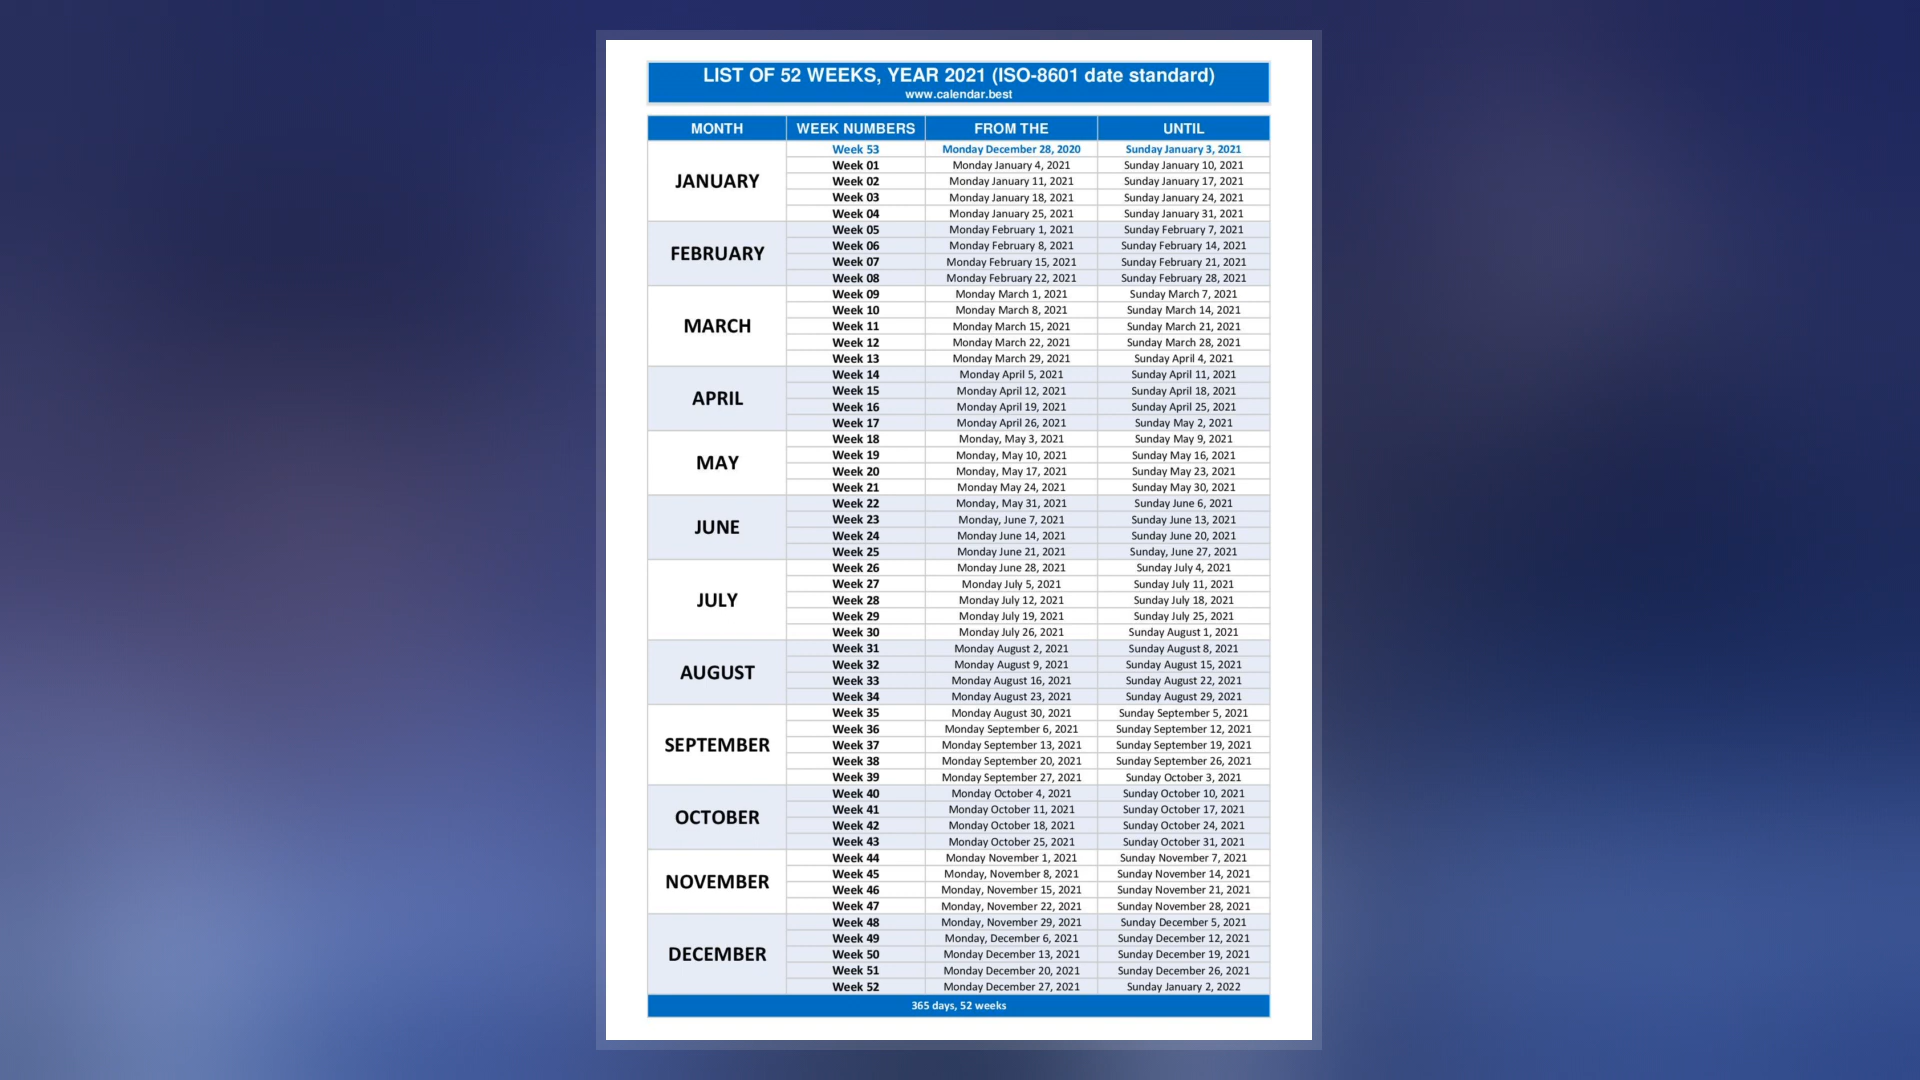 LIST OF 52 WEEKS, YEAR 2021 (ISO-8601 date standard)
www.calendar.best
MONTH WEEK NUMBERS FROM THE UNTIL
JANUARY
Week 53 Monday December 28, 2020 Sunday January 3, 2021
Week 01 Monday January 4, 2021 Sunday January 10, 2021
Week 02 Monday January 11, 2021 Sunday January 17, 2021
Week 03 Monday January 18, 2021 Sunday January 24, 2021
Week 04 Monday January 25, 2021 Sunday January 31, 2021
FEBRUARY
Week 05 Monday February 1, 2021 Sunday February 7, 2021
Week 06 Monday February 8, 2021 Sunday February 14, 2021
Week 07 Monday February 15, 2021 Sunday February 21, 2021
Week 08 Monday February 22, 2021 Sunday February 28, 2021
MARCH
Week 09 Monday March 1, 2021 Sunday March 7, 2021
Week 10 Monday March 8, 2021 Sunday March 14, 2021
Week 11 Monday March 15, 2021 Sunday March 21, 2021
Week 12 Monday March 22, 2021 Sunday March 28, 2021
Week 13 Monday March 29, 2021 Sunday April 4, 2021
APRIL
Week 14 Monday April 5, 2021 Sunday April 11, 2021
Week 15 Monday April 12, 2021 Sunday April 18, 2021
Week 16 Monday April 19, 2021 Sunday April 25, 2021
Week 17 Monday April 26, 2021 Sunday May 2, 2021
MAY
Week 18 Monday, May 3, 2021 Sunday May 9, 2021
Week 19 Monday, May 10, 2021 Sunday May 16, 2021
Week 20 Monday, May 17, 2021 Sunday May 23, 2021
Week 21 Monday May 24, 2021 Sunday May 30, 2021
JUNE
Week 22 Monday, May 31, 2021 Sunday June 6, 2021
Week 23 Monday, June 7, 2021 Sunday June 13, 2021
Week 24 Monday June 14, 2021 Sunday June 20, 2021
Week 25 Monday June 21, 2021 Sunday, June 27, 2021
JULY
Week 26 Monday June 28, 2021 Sunday July 4, 2021
Week 27 Monday July 5, 2021 Sunday July 11, 2021
Week 28 Monday July 12, 2021 Sunday July 18, 2021
Week 29 Monday July 19, 2021 Sunday July 25, 2021
Week 30 Monday July 26, 2021 Sunday August 1, 2021
AUGUST
Week 31 Monday August 2, 2021 Sunday August 8, 2021
Week 32 Monday August 9, 2021 Sunday August 15, 2021
Week 33 Monday August 16, 2021 Sunday August 22, 2021
Week 34 Monday August 23, 2021 Sunday August 29, 2021
SEPTEMBER
Week 35 Monday August 30, 2021 Sunday September 5, 2021
Week 36 Monday September 6, 2021 Sunday September 12, 2021
Week 37 Monday September 13, 2021 Sunday September 19, 2021
Week 38 Monday September 20, 2021 Sunday September 26, 2021
Week 39 Monday September 27, 2021 Sunday October 3, 2021
OCTOBER
Week 40 Monday October 4, 2021 Sunday October 10, 2021
Week 41 Monday October 11, 2021 Sunday October 17, 2021
Week 42 Monday October 18, 2021 Sunday October 24, 2021
Week 43 Monday October 25, 2021 Sunday October 31, 2021
NOVEMBER
Week 44 Monday November 1, 2021 Sunday November 7, 2021
Week 45 Monday, November 8, 2021 Sunday November 14, 2021
Week 46 Monday, November 15, 2021 Sunday November 21, 2021
Week 47 Monday, November 22, 2021 Sunday November 28, 2021
DECEMBER
Week 48 Monday, November 29, 2021 Sunday December 5, 2021
Week 49 Monday, December 6, 2021 Sunday December 12, 2021
Week 50 Monday December 13, 2021 Sunday December 19, 2021
Week 51 Monday December 20, 2021 Sunday December 26, 2021
Week 52 Monday December 27, 2021 Sunday January 2, 2022
365 days, 52 weeks